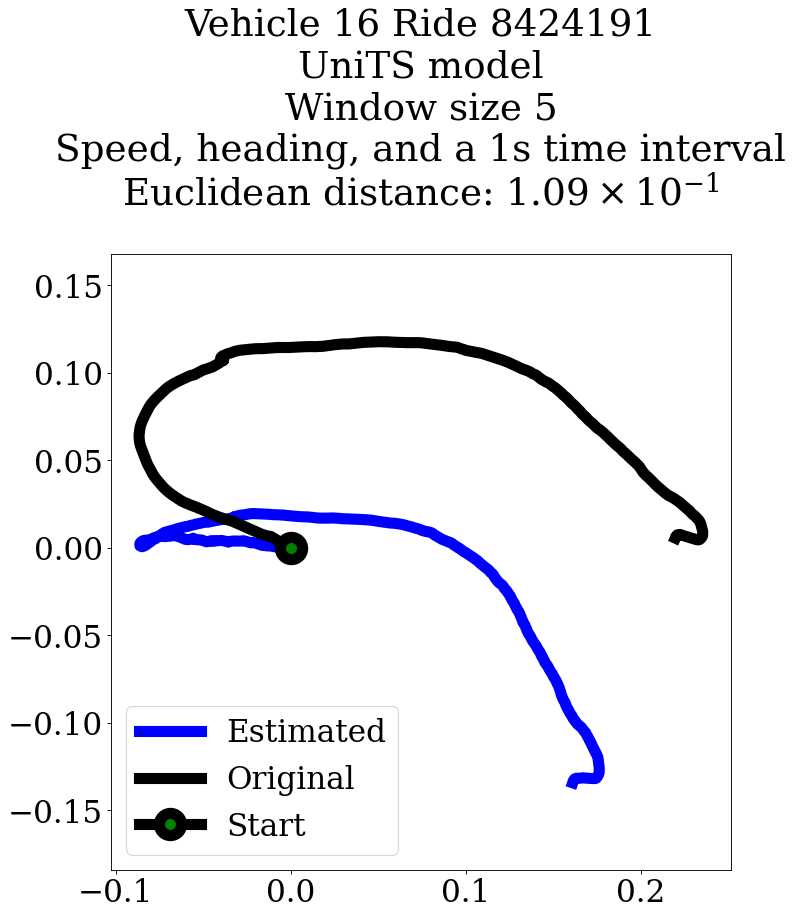 Vehicle 16 Ride 8424191
UniTS model
Window size 5
Speed, heading, and a 1s time interval
Euclidean distance: 1.09 × 10⁻¹
0.15
0.10
0.05
0.00
−0.05
−0.10
−0.15
Estimated
Original
Start
−0.1 0.0 0.1 0.2